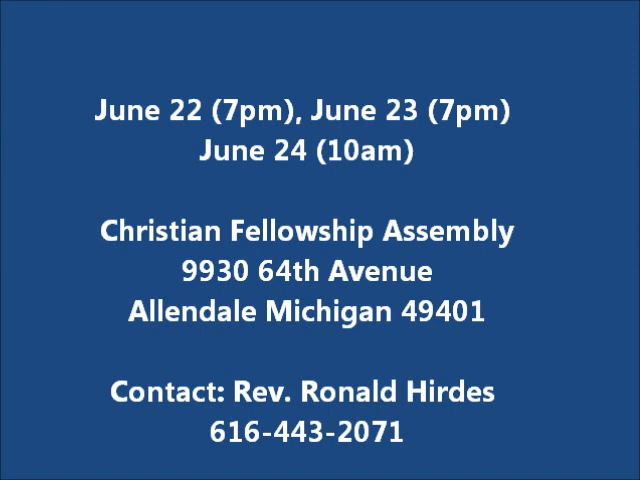 June 22 (7pm), June 23 (7pm)
June 24 (10am)
Christian Fellowship Assembly
9930 64th Avenue
Allendale Michigan 49401
Contact: Rev. Ronald Hirdes
616-443-2071